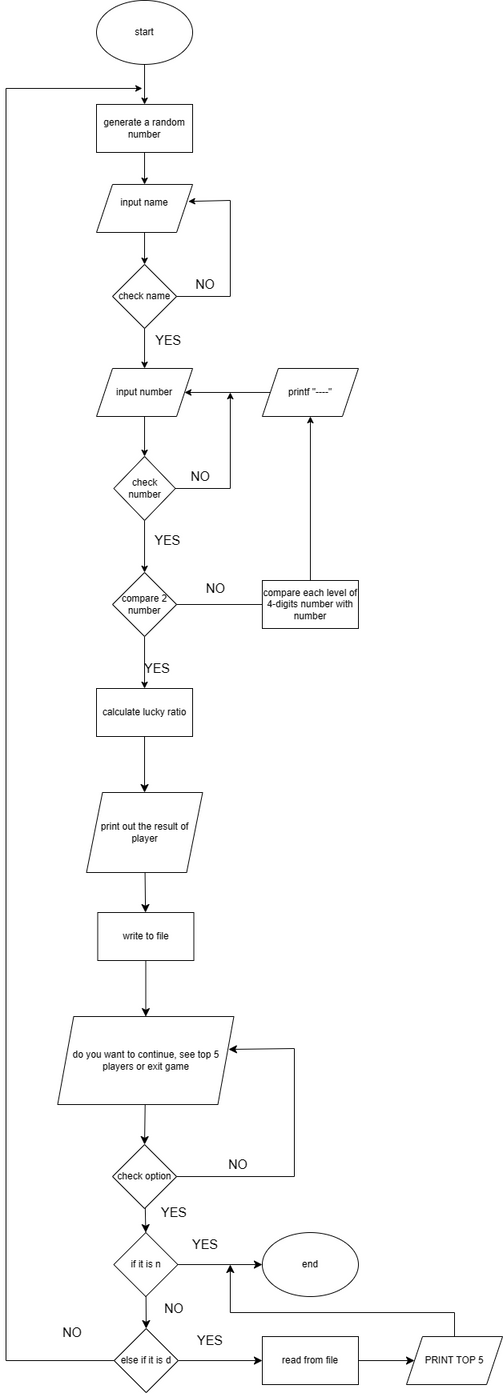 start
generate a random
number
input name
check name
NO
YES
input number
printf "----"
check
number
NO
YES
compare 2
number
NO
compare each level of
4-digits number with
number
YES
calculate lucky ratio
print out the result of
player
write to file
do you want to continue, see top 5
players or exit game
check option
NO
YES
if it is n
YES
end
NO
NO
else if it is d
YES
read from file
PRINT TOP 5